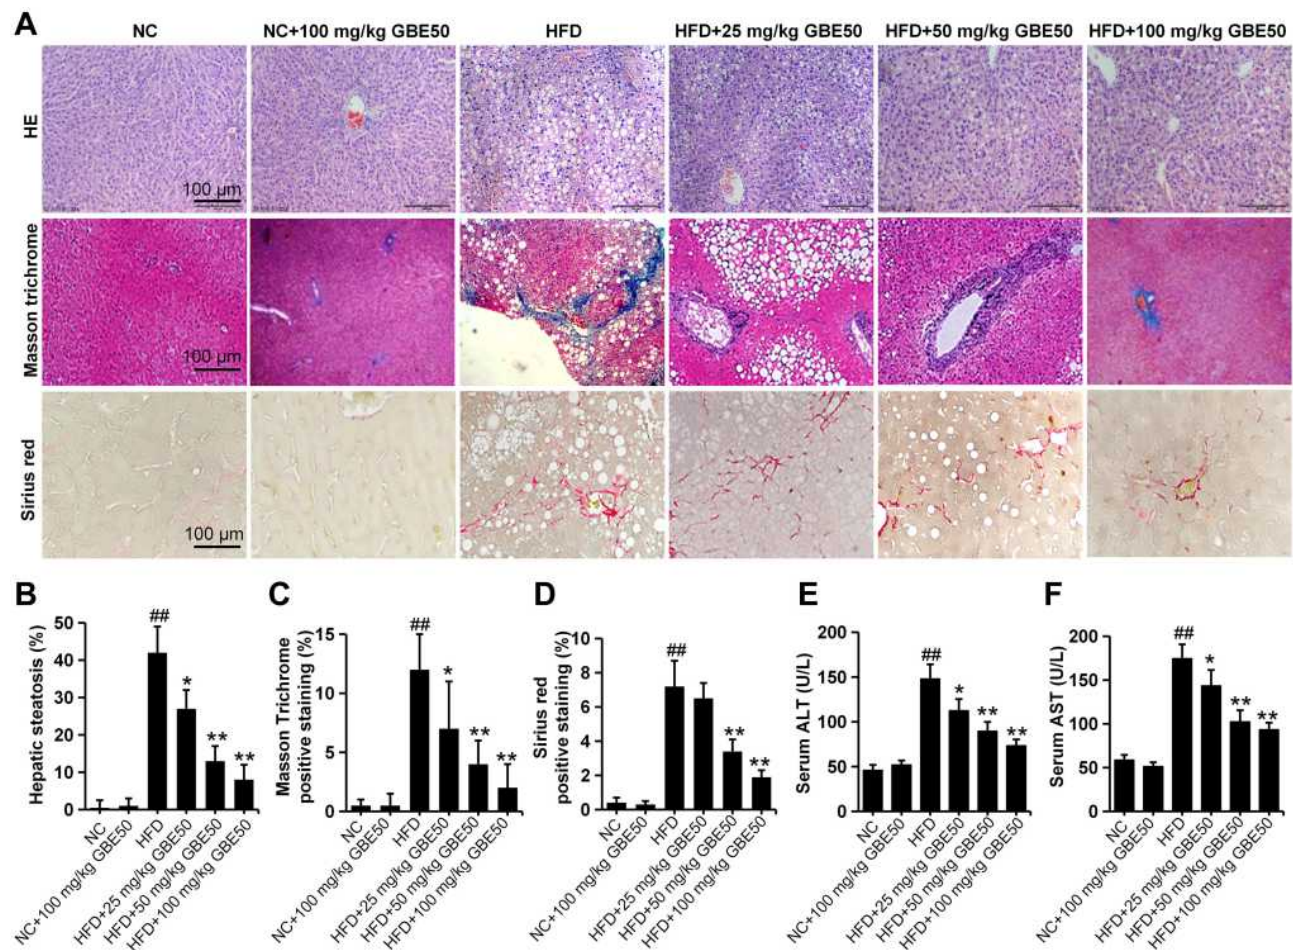 A
NC
NC+100 mg/kg GBE50
HFD
HFD+25 mg/kg GBE50
HFD+50 mg/kg GBE50
HFD+100 mg/kg GBE50
HE
100 µm
Masson trichrome
100 µm
Sirius red
100 µm
B
Hepatic steatosis (%)
50
40
30
20
10
0
##
*
**
**
NC
NC+100 mg/kg GBE50
HFD
HFD+25 mg/kg GBE50
HFD+50 mg/kg GBE50
HFD+100 mg/kg GBE50
C
Masson Trichrome
positive staining (%)
15
10
5
0
##
*
**
**
NC
NC+100 mg/kg GBE50
HFD
HFD+25 mg/kg GBE50
HFD+50 mg/kg GBE50
HFD+100 mg/kg GBE50
D
Sirius red
positive staining (%)
10
8
6
4
2
0
##
**
**
NC
NC+100 mg/kg GBE50
HFD
HFD+25 mg/kg GBE50
HFD+50 mg/kg GBE50
HFD+100 mg/kg GBE50
E
Serum ALT (U/L)
200
150
100
50
0
##
*
**
**
NC
NC+100 mg/kg GBE50
HFD
HFD+25 mg/kg GBE50
HFD+50 mg/kg GBE50
HFD+100 mg/kg GBE50
F
Serum AST (U/L)
200
150
100
50
0
##
*
**
**
NC
NC+100 mg/kg GBE50
HFD
HFD+25 mg/kg GBE50
HFD+50 mg/kg GBE50
HFD+100 mg/kg GBE50